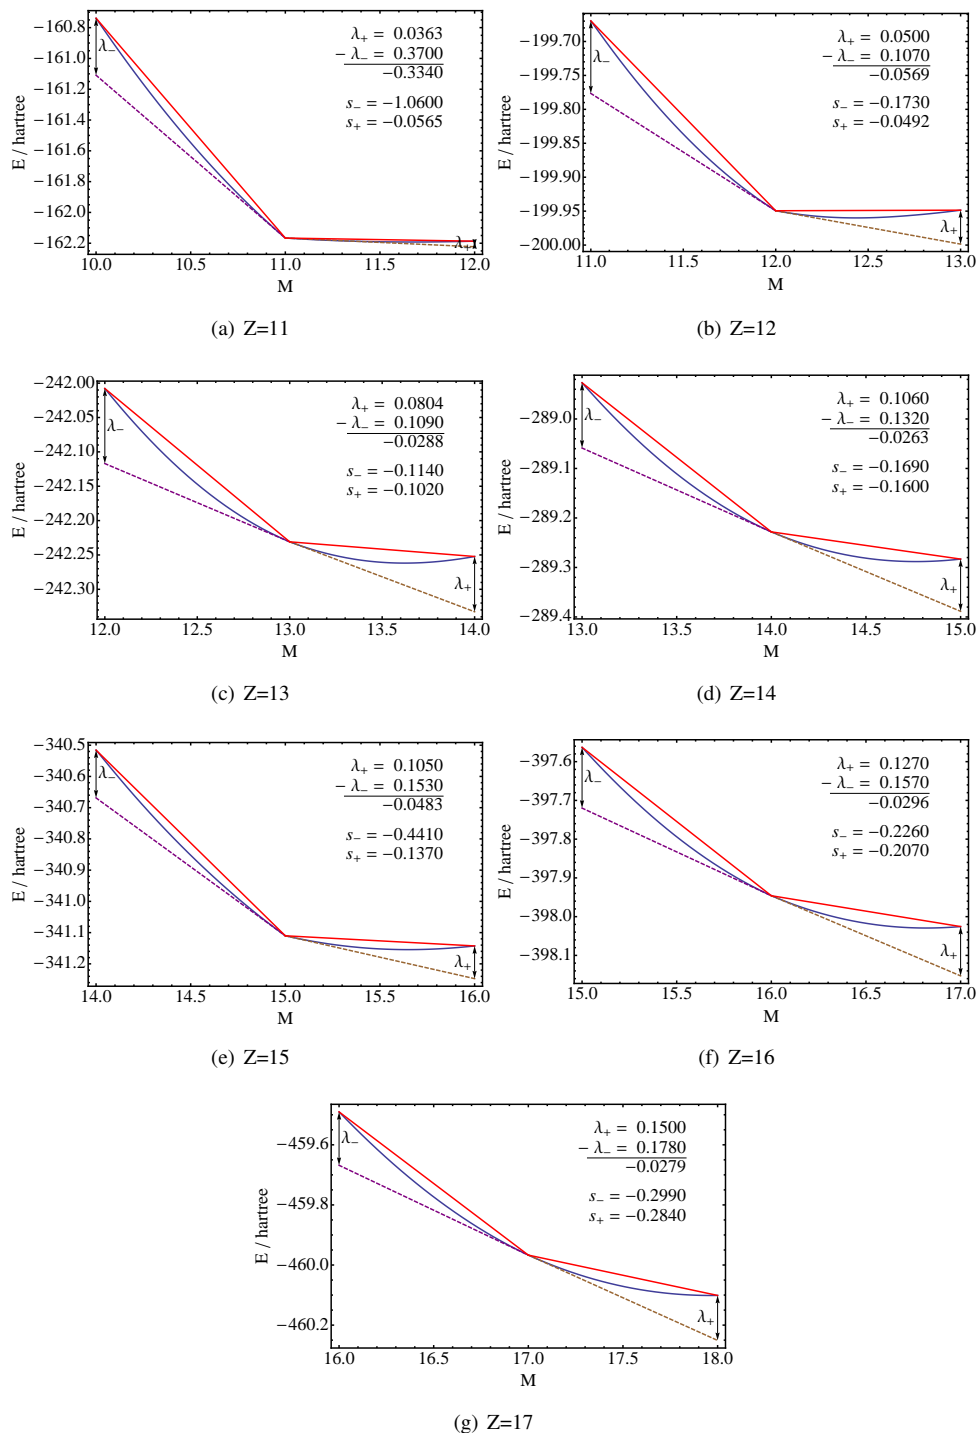 λ₊ = 0.0363
− λ₋ = 0.3700
−0.3340
s₋ = −1.0600
s₊ = −0.0565
λ₋
λ₊
E / hartree
−160.8
−161.0
−161.2
−161.4
−161.6
−161.8
−162.0
−162.2
10.0 10.5 11.0 11.5 12.0
M
(a) Z=11
λ₊ = 0.0500
− λ₋ = 0.1070
−0.0569
s₋ = −0.1730
s₊ = −0.0492
λ₋
λ₊
E / hartree
−199.70
−199.75
−199.80
−199.85
−199.90
−199.95
−200.00
11.0 11.5 12.0 12.5 13.0
M
(b) Z=12
λ₊ = 0.0804
− λ₋ = 0.1090
−0.0288
s₋ = −0.1140
s₊ = −0.1020
λ₋
λ₊
E / hartree
−242.00
−242.05
−242.10
−242.15
−242.20
−242.25
−242.30
12.0 12.5 13.0 13.5 14.0
M
(c) Z=13
λ₊ = 0.1060
− λ₋ = 0.1320
−0.0263
s₋ = −0.1690
s₊ = −0.1600
λ₋
λ₊
E / hartree
−289.0
−289.1
−289.2
−289.3
−289.4
13.0 13.5 14.0 14.5 15.0
M
(d) Z=14
λ₊ = 0.1050
− λ₋ = 0.1530
−0.0483
s₋ = −0.4410
s₊ = −0.1370
λ₋
λ₊
E / hartree
−340.5
−340.6
−340.7
−340.8
−340.9
−341.0
−341.1
−341.2
14.0 14.5 15.0 15.5 16.0
M
(e) Z=15
λ₊ = 0.1270
− λ₋ = 0.1570
−0.0296
s₋ = −0.2260
s₊ = −0.2070
λ₋
λ₊
E / hartree
−397.6
−397.7
−397.8
−397.9
−398.0
−398.1
15.0 15.5 16.0 16.5 17.0
M
(f) Z=16
λ₊ = 0.1500
− λ₋ = 0.1780
−0.0279
s₋ = −0.2990
s₊ = −0.2840
λ₋
λ₊
E / hartree
−459.6
−459.8
−460.0
−460.2
16.0 16.5 17.0 17.5 18.0
M
(g) Z=17